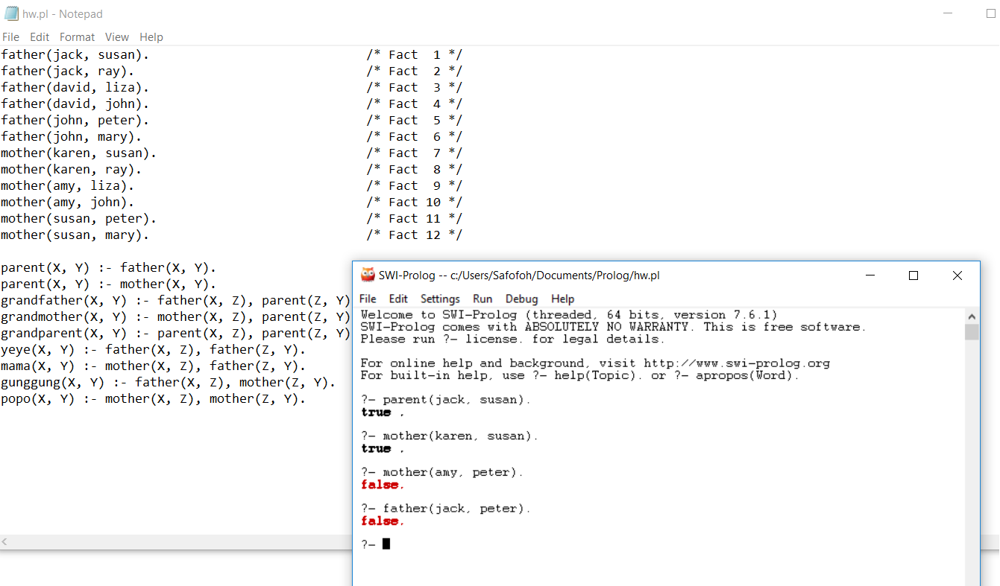 hw.pl - Notepad
File Edit Format View Help
father(jack, susan). /* Fact  1 */
father(jack, ray). /* Fact  2 */
father(david, liza). /* Fact  3 */
father(david, john). /* Fact  4 */
father(john, peter). /* Fact  5 */
father(john, mary). /* Fact  6 */
mother(karen, susan). /* Fact  7 */
mother(karen, ray). /* Fact  8 */
mother(amy, liza). /* Fact  9 */
mother(amy, john). /* Fact 10 */
mother(susan, peter). /* Fact 11 */
mother(susan, mary). /* Fact 12 */
parent(X, Y) :- father(X, Y).
parent(X, Y) :- mother(X, Y).
grandfather(X, Y) :- father(X, Z), parent(Z, Y)
grandmother(X, Y) :- mother(X, Z), parent(Z, Y)
grandparent(X, Y) :- parent(X, Z), parent(Z, Y)
yeye(X, Y) :- father(X, Z), father(Z, Y).
mama(X, Y) :- mother(X, Z), father(Z, Y).
gunggung(X, Y) :- father(X, Z), mother(Z, Y).
popo(X, Y) :- mother(X, Z), mother(Z, Y).
SWI-Prolog -- c:/Users/Safofoh/Documents/Prolog/hw.pl
File Edit Settings Run Debug Help
Welcome to SWI-Prolog (threaded, 64 bits, version 7.6.1)
SWI-Prolog comes with ABSOLUTELY NO WARRANTY. This is free software.
Please run ?- license. for legal details.
For online help and background, visit http://www.swi-prolog.org
For built-in help, use ?- help(Topic). or ?- apropos(Word).
?- parent(jack, susan).
true .
?- mother(karen, susan).
true .
?- mother(amy, peter).
false.
?- father(jack, peter).
false.
?-